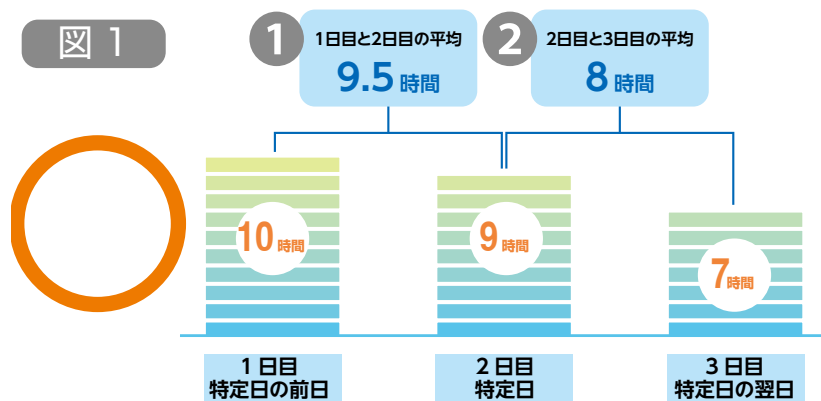 図 1
1 1日目と2日目の平均
9.5 時間
2 2日目と3日目の平均
8 時間
10 時間
9 時間
7 時間
1 日目
特定日の前日
2 日目
特定日
3 日目
特定日の翌日